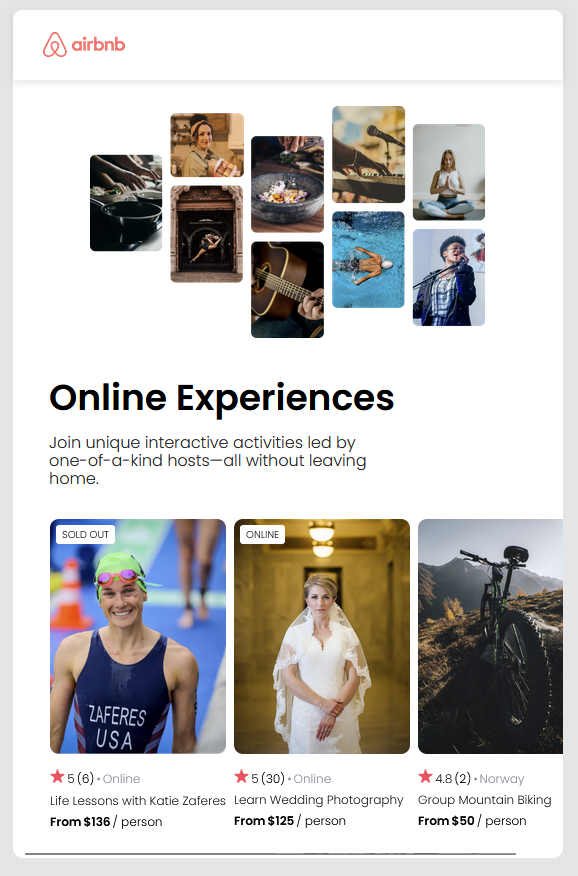 airbnb
Online Experiences
Join unique interactive activities led by
one-of-a-kind hosts—all without leaving
home.
SOLD OUT
ONLINE
ZAFERES
USA
5 (6) • Online
Life Lessons with Katie Zaferes
From $136 / person
5 (30) • Online
Learn Wedding Photography
From $125 / person
4.8 (2) • Norway
Group Mountain Biking
From $50 / person